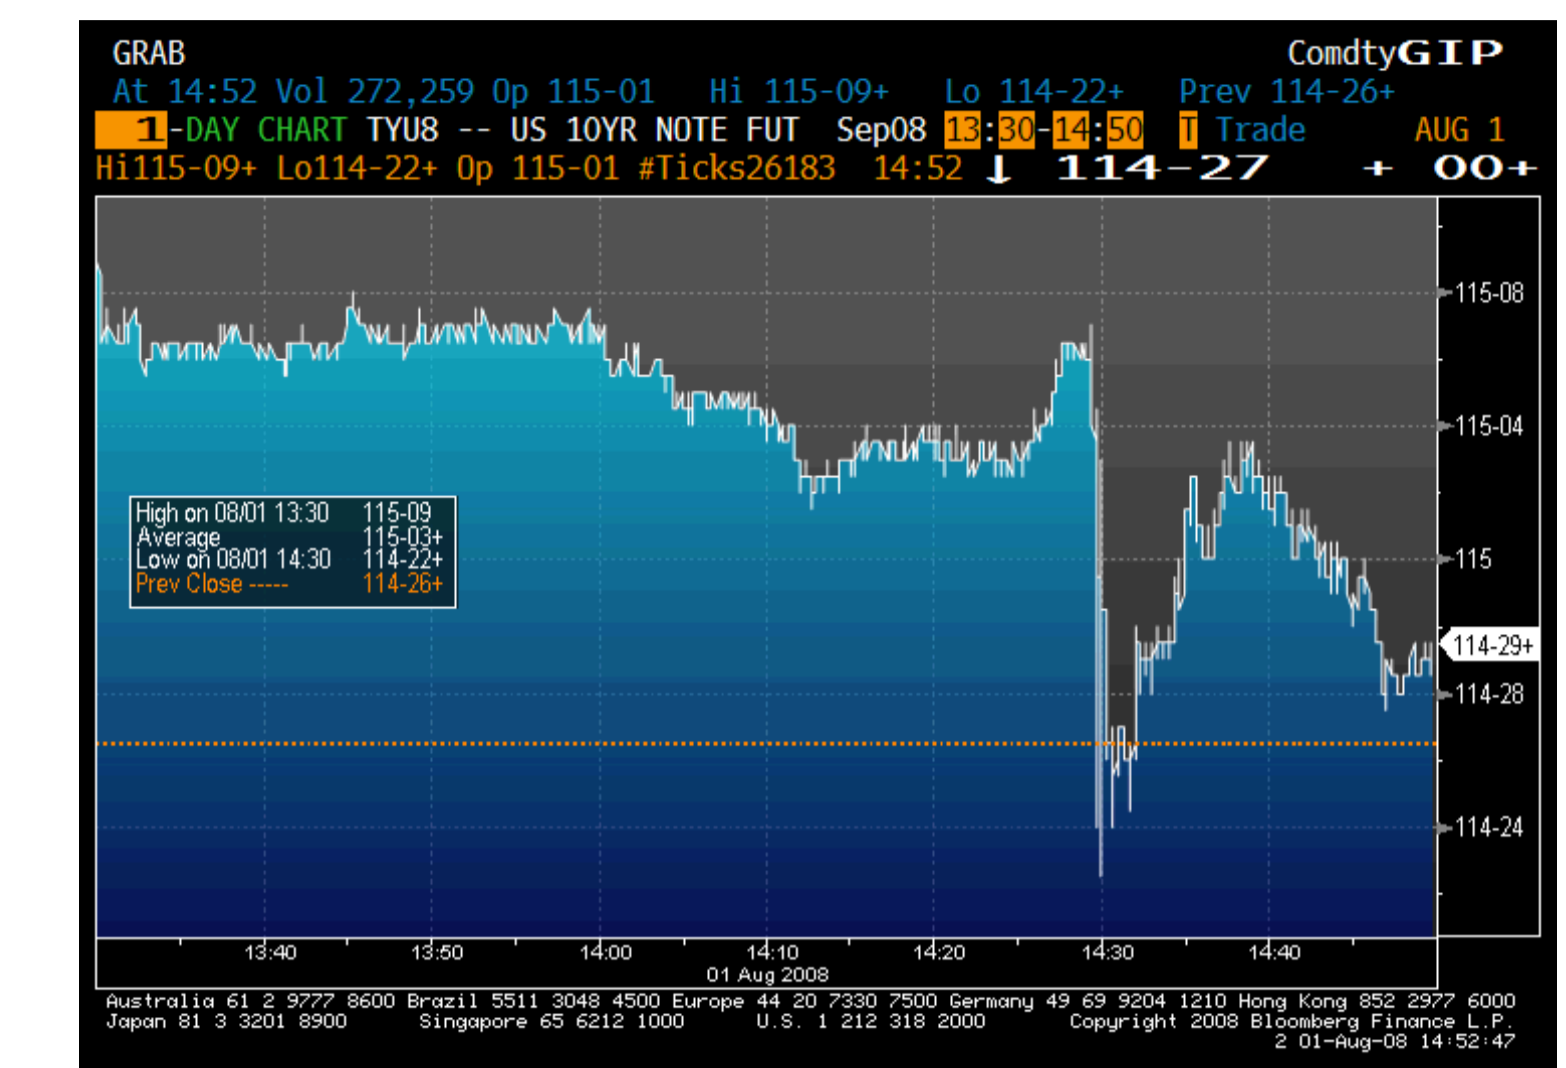 GRAB ComdtyGIP
At 14:52 Vol 272,259 Op 115-01 Hi 115-09+ Lo 114-22+ Prev 114-26+
1-DAY CHART TYU8 -- US 10YR NOTE FUT Sep08 13:30-14:50 T Trade AUG 1
Hi115-09+ Lo114-22+ Op 115-01 #Ticks26183 14:52 ↓ 114-27 + 00+
115-08
115-04
High on 08/01 13:30 115-09
Average 115-03+
Low on 08/01 14:30 114-22+
Prev Close ----- 114-26+
115
114-29+
114-28
114-24
13:40 13:50 14:00 14:10 14:20 14:30 14:40
01 Aug 2008
Australia 61 2 9777 8600 Brazil 5511 3048 4500 Europe 44 20 7330 7500 Germany 49 69 9204 1210 Hong Kong 852 2977 6000
Japan 81 3 3201 8900 Singapore 65 6212 1000 U.S. 1 212 318 2000 Copyright 2008 Bloomberg Finance L.P.
2 01-Aug-08 14:52:47